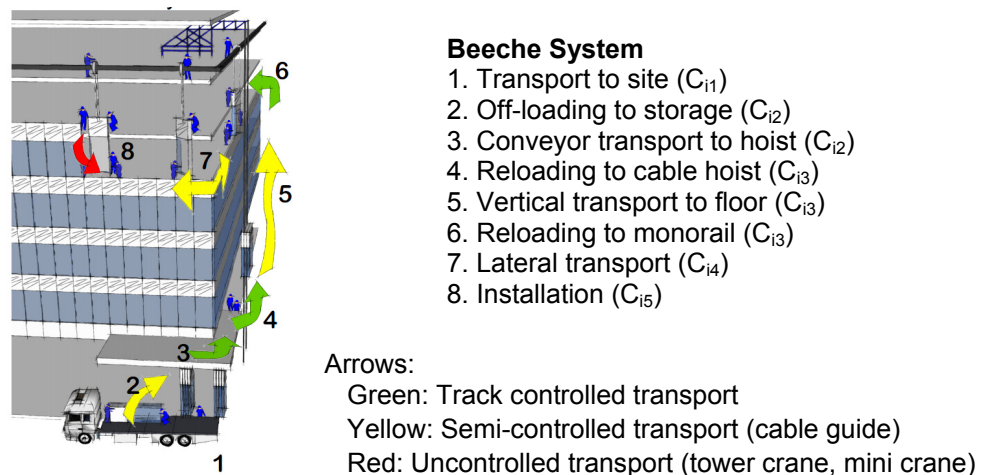 Beeche System
1. Transport to site (Ci1)
2. Off-loading to storage (Ci2)
3. Conveyor transport to hoist (Ci2)
4. Reloading to cable hoist (Ci3)
5. Vertical transport to floor (Ci3)
6. Reloading to monorail (Ci3)
7. Lateral transport (Ci4)
8. Installation (Ci5)
Arrows:
Green: Track controlled transport
Yellow: Semi-controlled transport (cable guide)
Red: Uncontrolled transport (tower crane, mini crane)
6
8
7
5
4
3
2
1